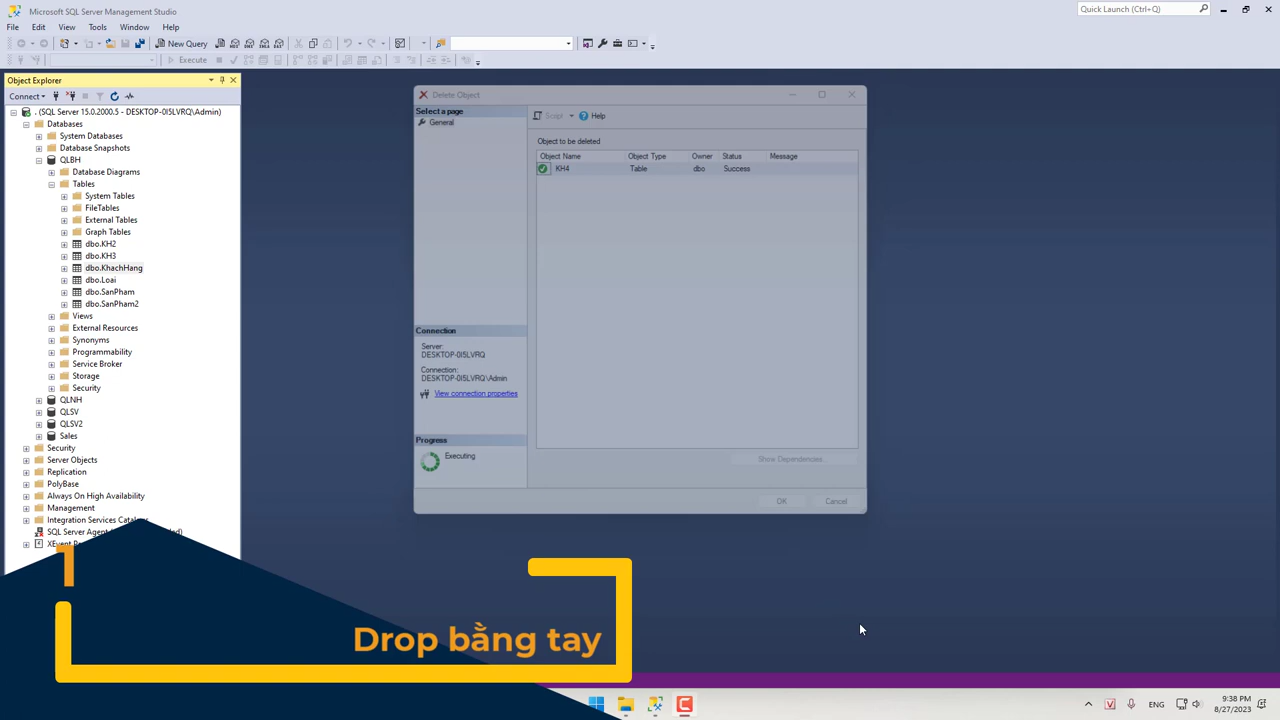 Microsoft SQL Server Management Studio
Quick Launch (Ctrl+Q)
File Edit View Tools Window Help
New Query
Execute
Object Explorer
Connect
. (SQL Server 15.0.2000.5 - DESKTOP-0I5LVRQ\Admin)
Databases
System Databases
Database Snapshots
QLBH
Database Diagrams
Tables
System Tables
FileTables
External Tables
Graph Tables
dbo.KH2
dbo.KH3
dbo.KhachHang
dbo.Loai
dbo.SanPham
dbo.SanPham2
Views
External Resources
Synonyms
Programmability
Service Broker
Storage
Security
QLNH
QLSV
QLSV2
Sales
Security
Server Objects
Replication
PolyBase
Always On High Availability
Management
Integration Services Catalo
SQL Server Agent
XEvent
Delete Object
Select a page
General
Script Help
Object to be deleted
Object Name Object Type Owner Status Message
KH4 Table dbo Success
Connection
Server:
DESKTOP-0I5LVRQ
Connection:
DESKTOP-0I5LVRQ\Admin
View connection properties
Progress
Executing
Show Dependencies...
OK Cancel
1
Drop bằng tay
ENG
9:38 PM
8/27/2023